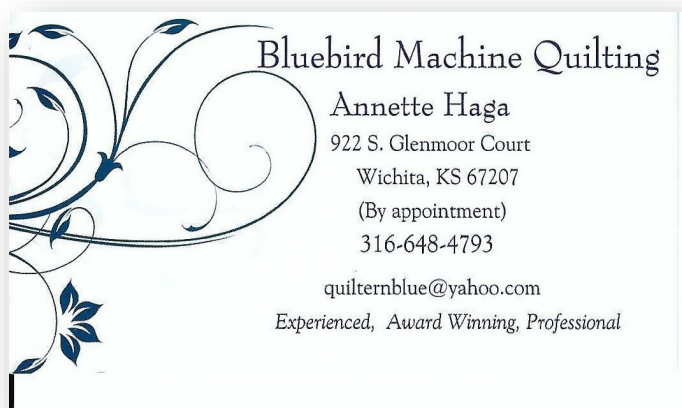 Bluebird Machine Quilting
Annette Haga
922 S. Glenmoor Court
Wichita, KS 67207
(By appointment)
316-648-4793
quilternblue@yahoo.com
Experienced, Award Winning, Professional